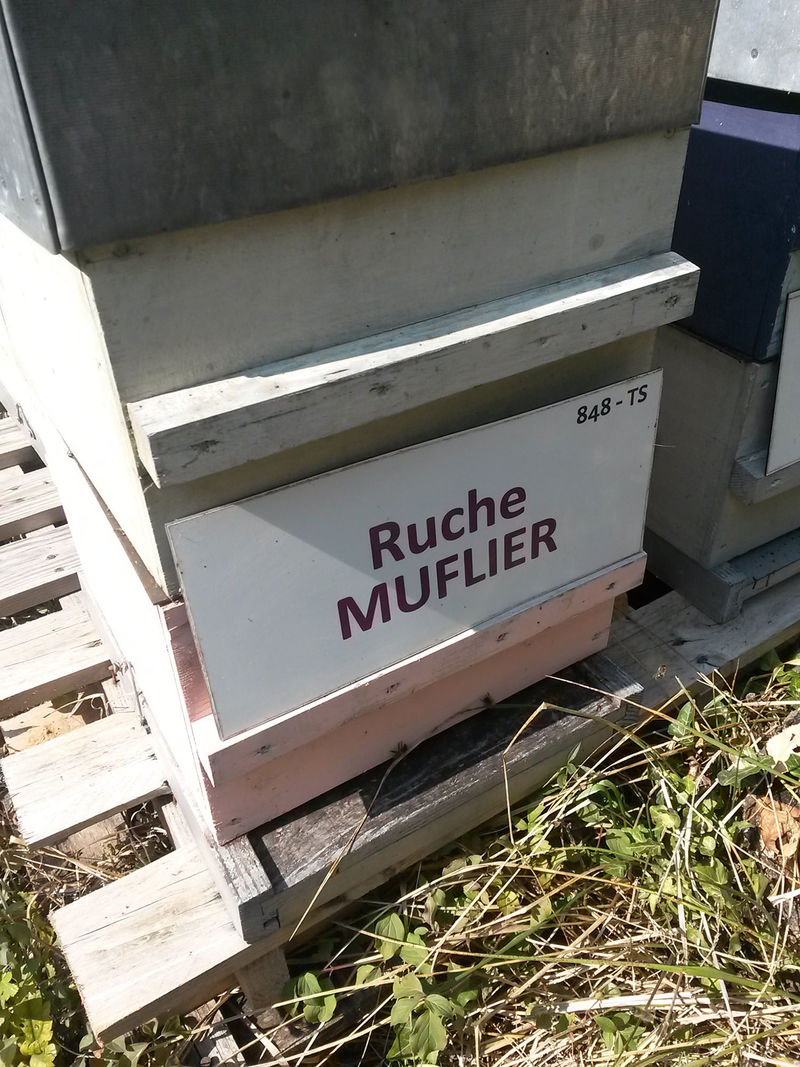 848 - TS
Ruche
MUFLIER